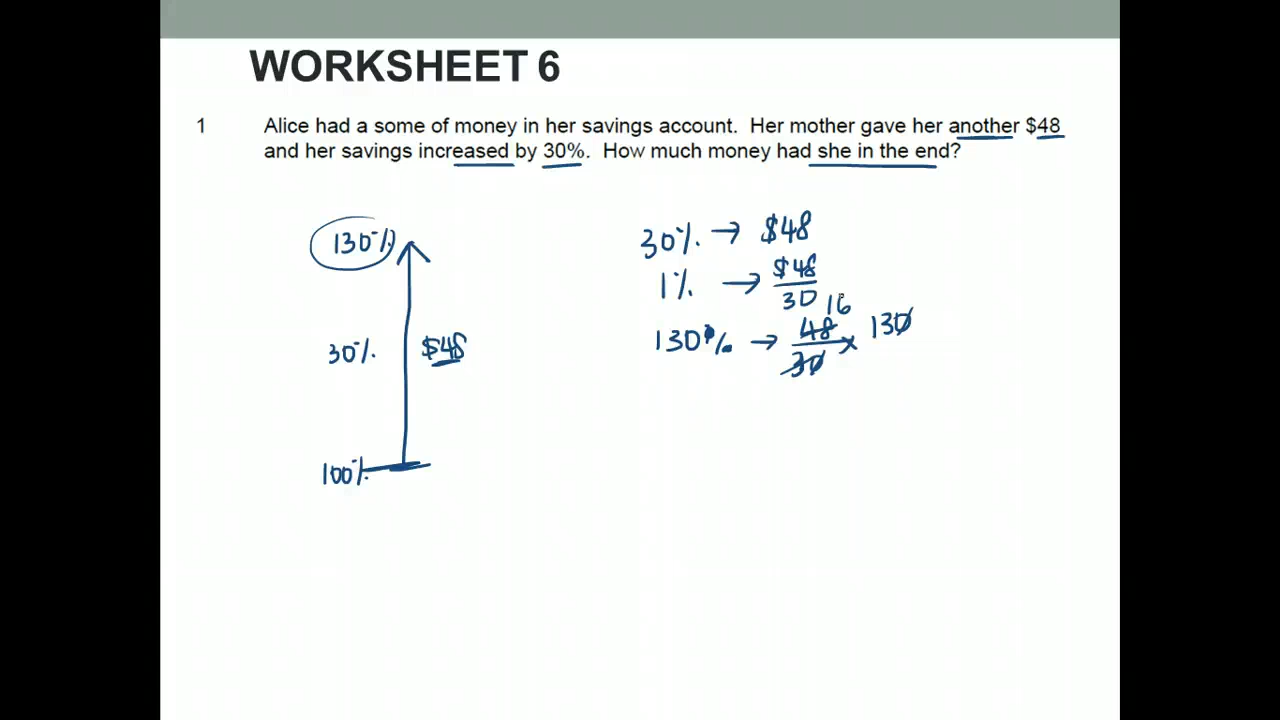 WORKSHEET 6
1 Alice had a some of money in her savings account. Her mother gave her another $48
and her savings increased by 30%. How much money had she in the end?
130%
30% $48
100%
30% → $48
1% → $48
30
16
130% → 48 × 130
30